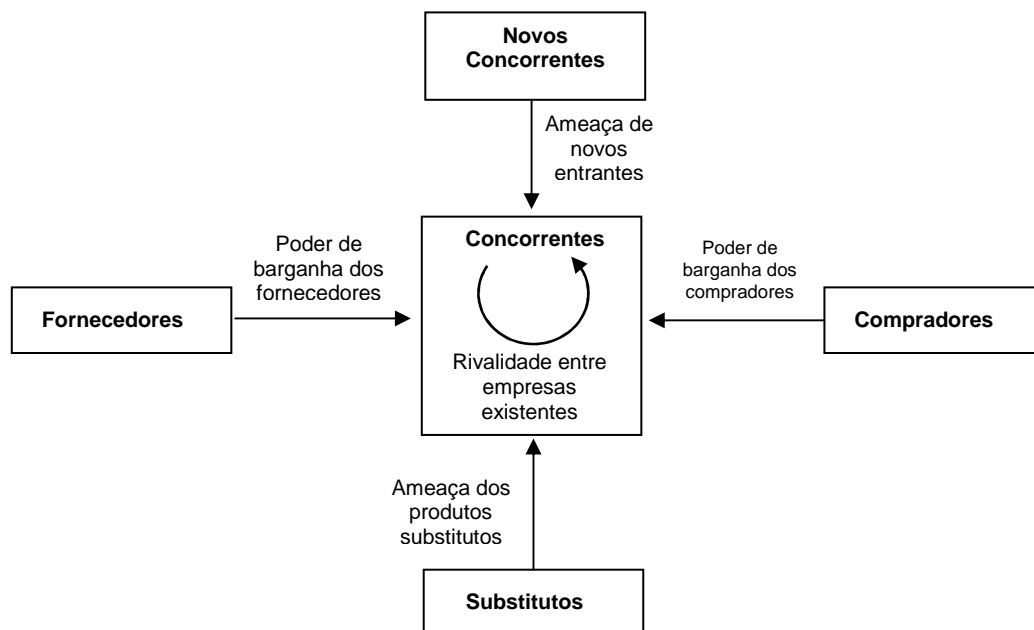 Novos
Concorrentes
Ameaça de
novos
entrantes
Concorrentes
Poder de
barganha dos
fornecedores
Poder de
barganha dos
compradores
Fornecedores
Compradores
Rivalidade entre
empresas
existentes
Ameaça dos
produtos
substitutos
Substitutos